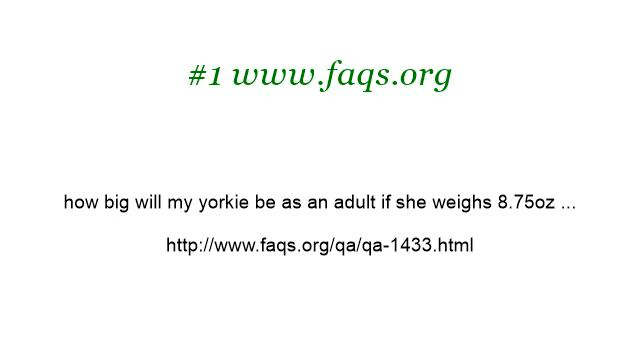 #1 www.faqs.org
how big will my yorkie be as an adult if she weighs 8.75oz ...
http://www.faqs.org/qa/qa-1433.html